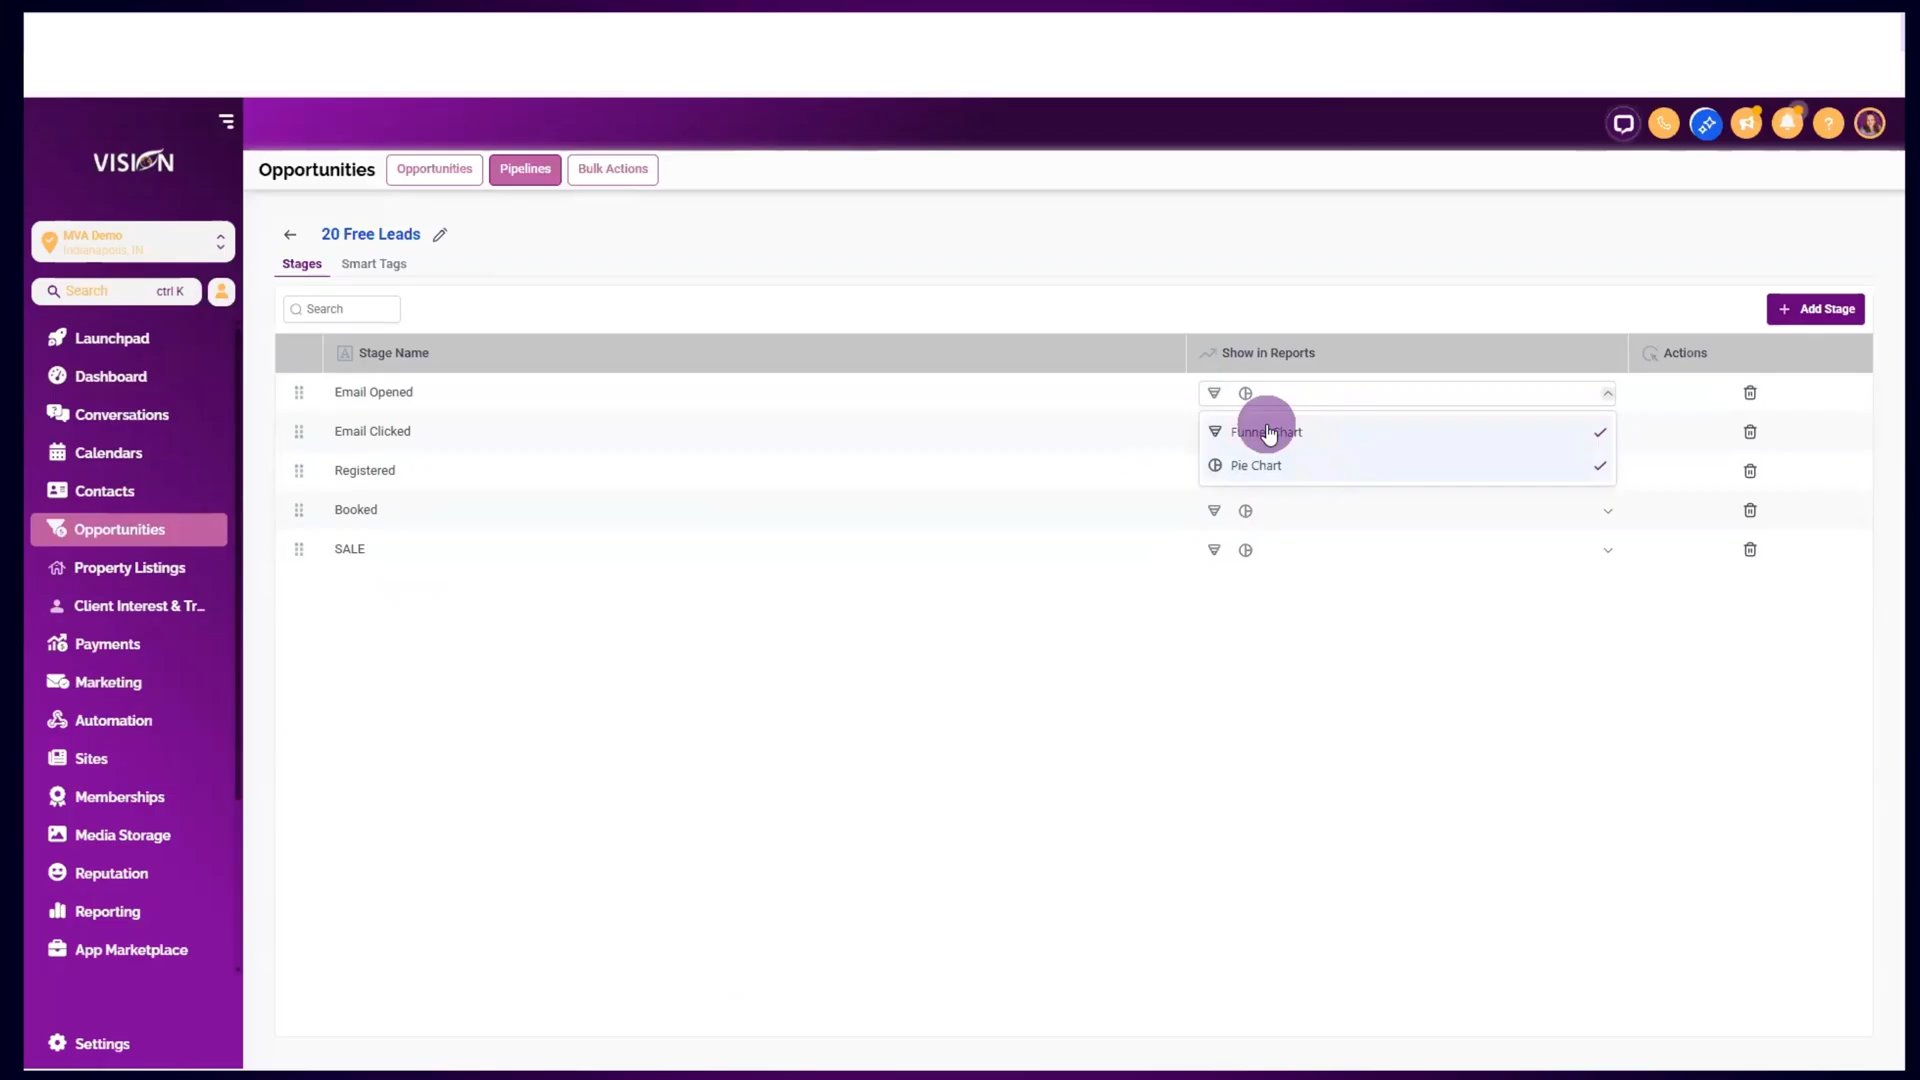 VISION
MVA Demo
Indianapolis, IN
Search ctrl K
Launchpad
Dashboard
Conversations
Calendars
Contacts
Opportunities
Property Listings
Client Interest & Tr...
Payments
Marketing
Automation
Sites
Memberships
Media Storage
Reputation
Reporting
App Marketplace
Settings
Opportunities Opportunities Pipelines Bulk Actions
20 Free Leads
Stages Smart Tags
Search + Add Stage
Stage Name Show in Reports Actions
Email Opened
Email Clicked
Funnel Chart
Pie Chart
Registered
Booked
SALE